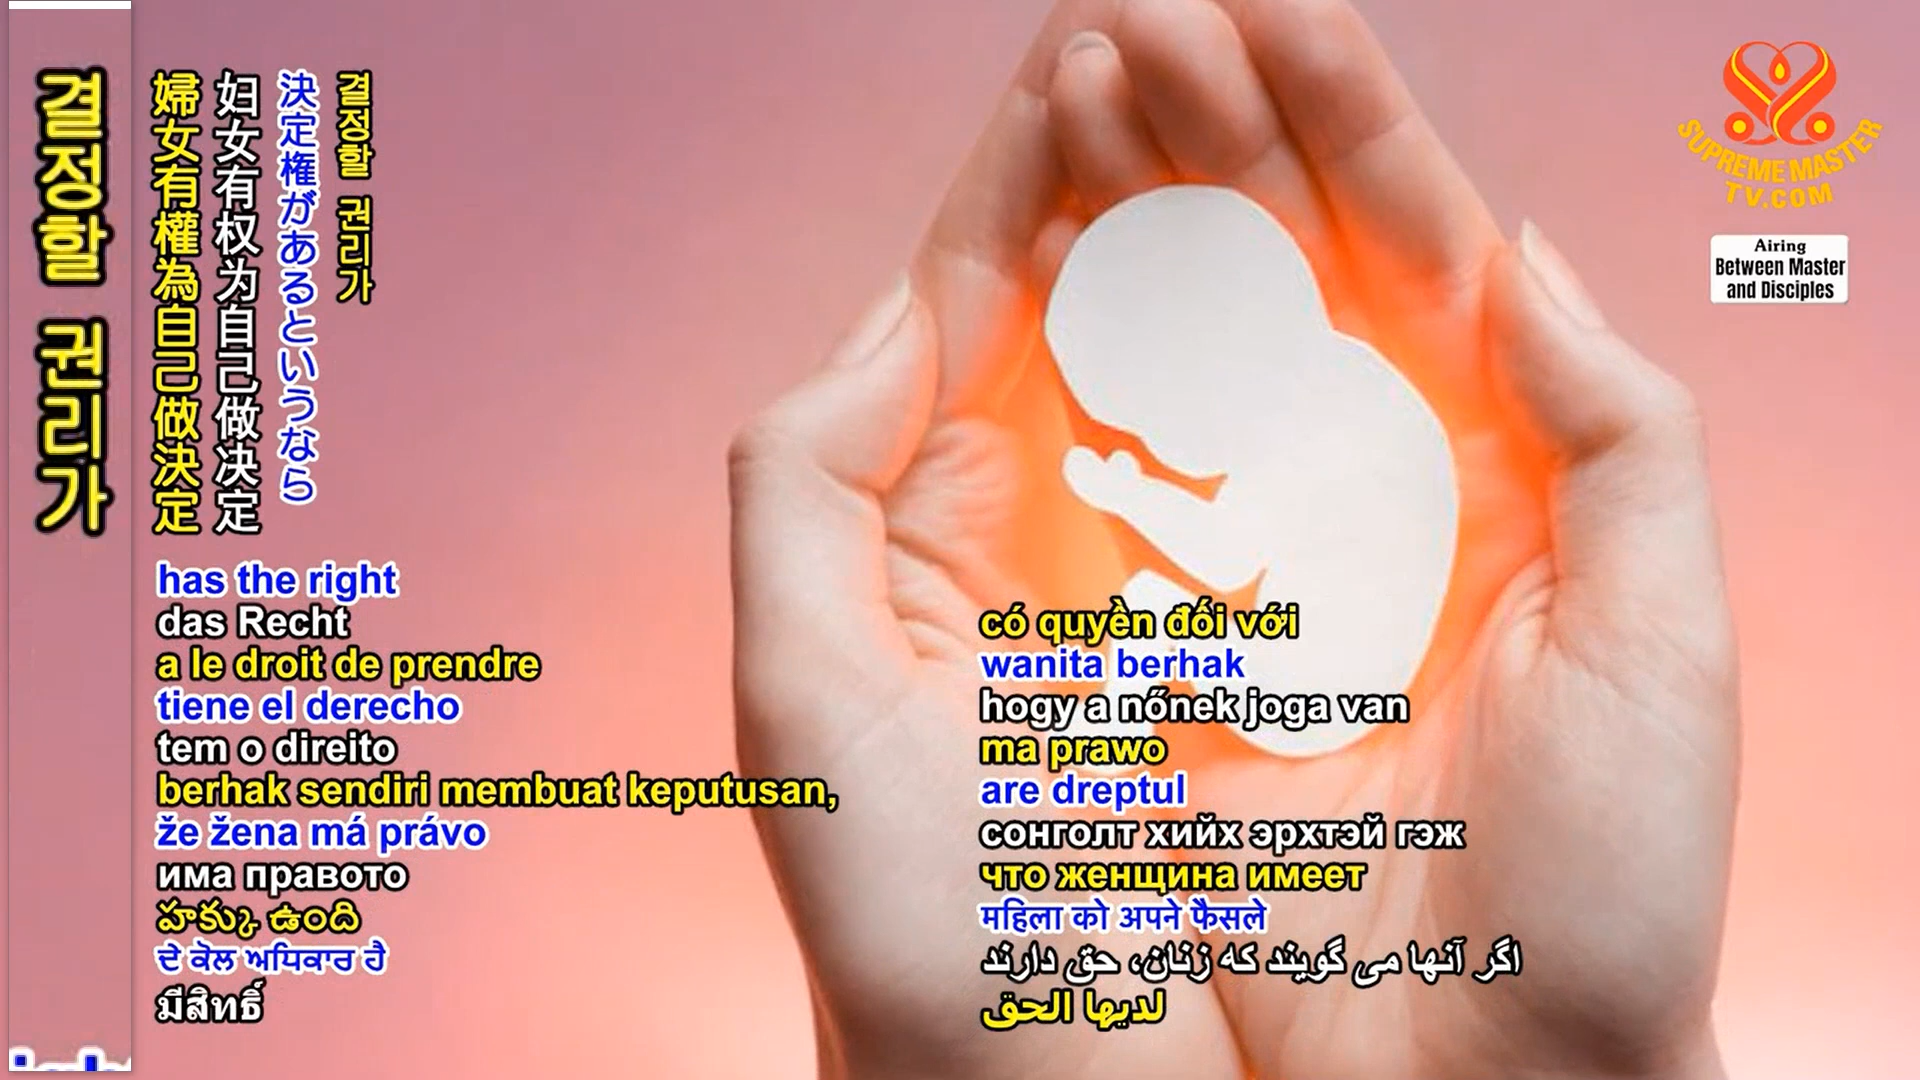 결정할 권리가
婦女有權為自己做決定
妇女有权为自己做决定
決定権があるというなら
결정할 권리가
has the right
das Recht
a le droit de prendre
tiene el derecho
tem o direito
berhak sendiri membuat keputusan,
že žena má právo
има правото
హక్కు ఉంది
ਦੇ ਕੋਲ ਅਧਿਕਾਰ ਹੈ
มีสิทธิ์
có quyền đối với
wanita berhak
hogy a nőnek joga van
ma prawo
are dreptul
сонголт хийх эрхтэй гэж
что женщина имеет
महिला को अपने फैसले
اگر آنها می گویند که زنان، حق دارند
لديها الحق
SUPREME MASTER
TV.COM
Airing
Between Master
and Disciples